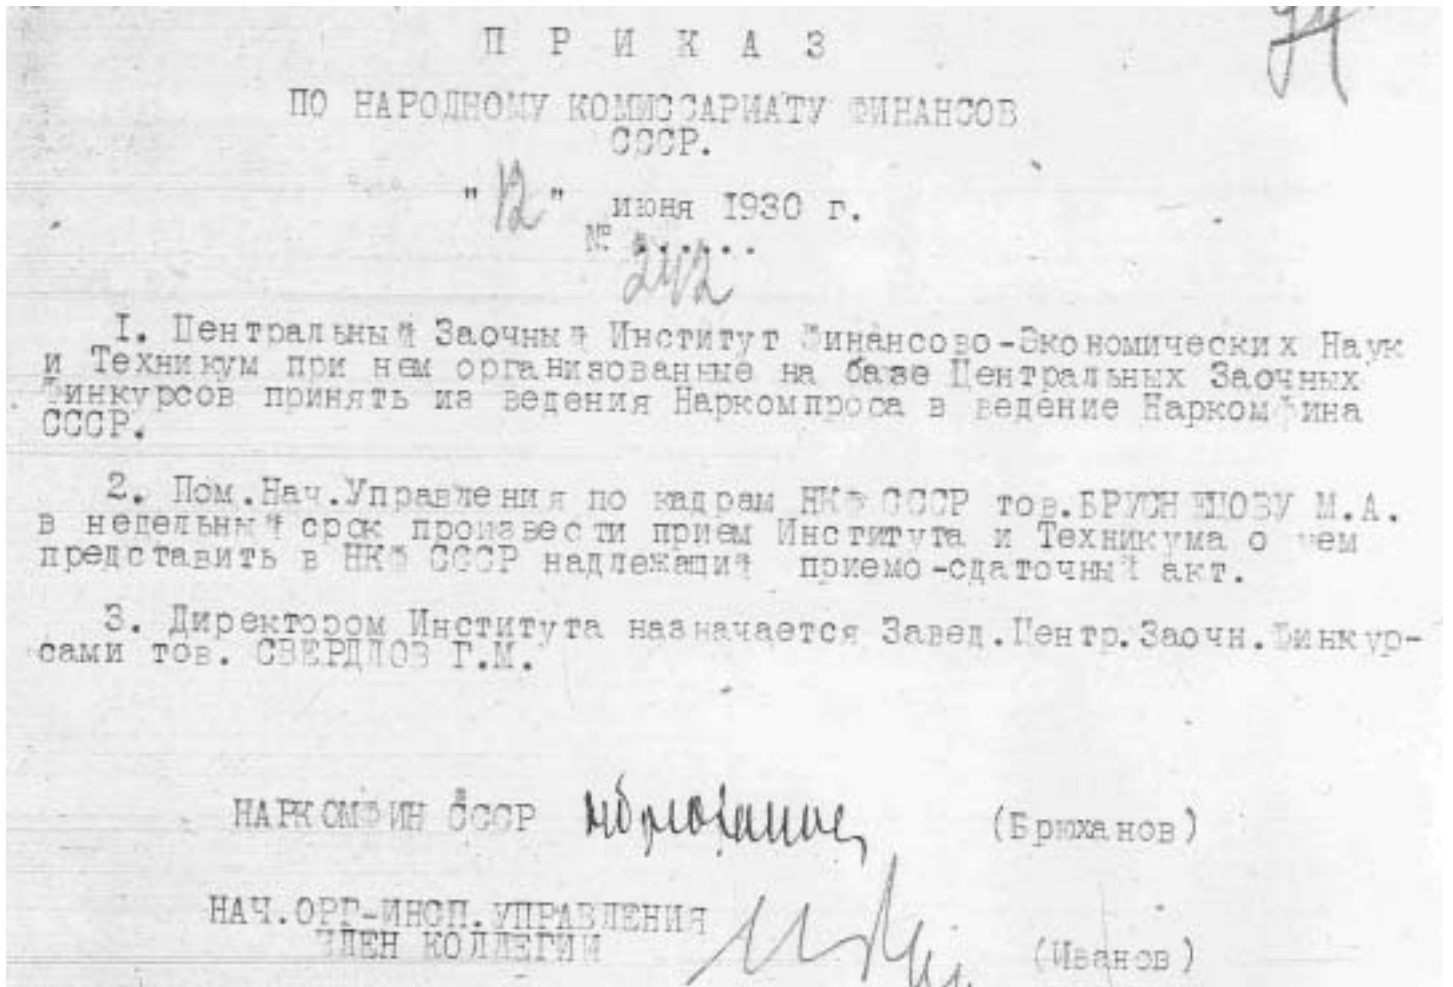 П Р И К А З
ПО НАРОДНОМУ КОМИССАРИАТУ ФИНАНСОВ
СССР.
"12" июня 1930 г.
№ ......
242
I. Центральный Заочный Институт Финансово-Экономических Наук
и Техникум при нем организованные на базе Центральных Заочных
Финкурсов принять из ведения Наркомпроса в ведение Наркомфина
СССР.
2. Пом.Нач.Управления по кадрам НКФ СССР тов.БРУСНЕЦОВУ М.А.
в недельный срок произвести прием Института и Техникума о чем
представить в НКФ СССР надлежащий приемо-сдаточный акт.
3. Директором Института назначается Завед.Центр.Заочн.Финкур-
сами тов. СВЕРДЛОВ Г.М.
НАРКОМФИН СССР (Брюханов)
НАЧ.ОРГ-ИНСП.УПРАВЛЕНИЯ
ЧЛЕН КОЛЛЕГИИ (Иванов)